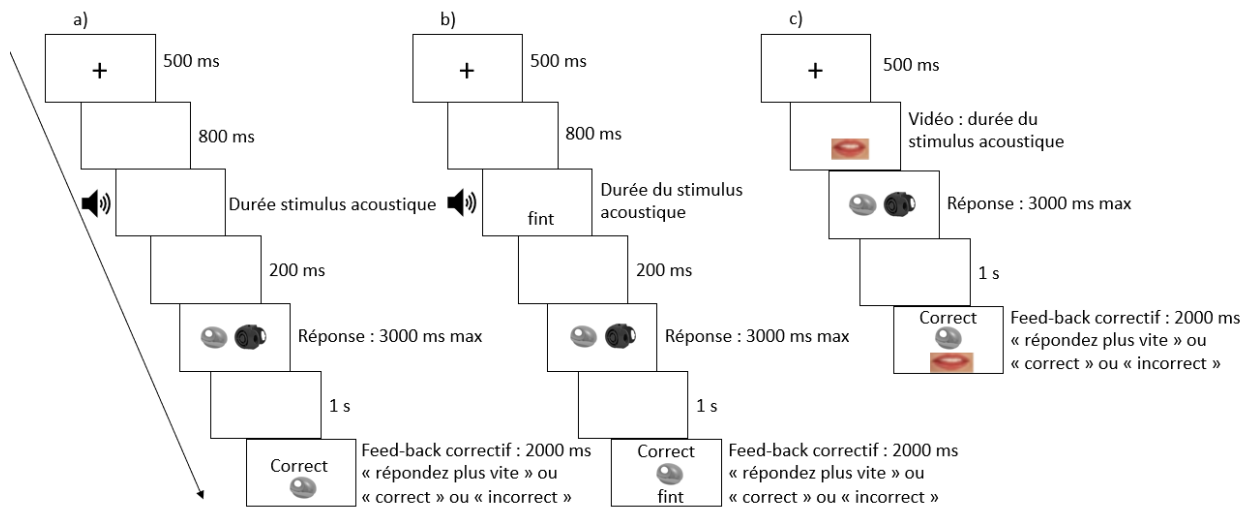 a)
+
500 ms
800 ms
Durée stimulus acoustique
200 ms
Réponse : 3000 ms max
1 s
Correct
Feed-back correctif : 2000 ms
« répondez plus vite » ou
« correct » ou « incorrect »
b)
+
500 ms
800 ms
fint
Durée du stimulus
acoustique
200 ms
Réponse : 3000 ms max
1 s
Correct
fint
Feed-back correctif : 2000 ms
« répondez plus vite » ou
« correct » ou « incorrect »
c)
+
500 ms
Vidéo : durée du
stimulus acoustique
Réponse : 3000 ms max
1 s
Correct
Feed-back correctif : 2000 ms
« répondez plus vite » ou
« correct » ou « incorrect »